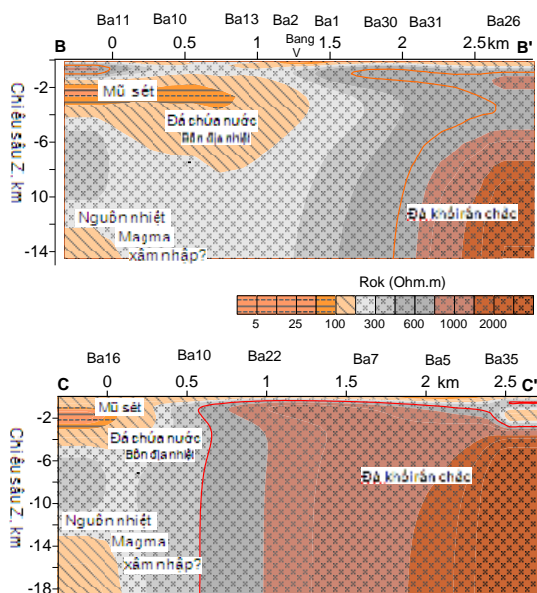 Ba11 Ba10 Ba13 Ba2 Ba1 Ba30 Ba31 Ba26
Bang
V
B 0 0.5 1 1.5 2 2.5km B'
-2
Mũ sét
Đá chứa nước
Bồn địa nhiệt
-6
Chiều sâu Z, km
10
Nguồn nhiệt
Magma
xâm nhập?
Đá khối rắn chắc
-14
Rok (Ohm.m)
5 25 100 300 600 1000 2000
Ba16 Ba10 Ba22 Ba7 Ba5 Ba35
C 0 0.5 1 1.5 2 km 2.5 C'
Mũ sét
-2
Đá chứa nước
Bồn địa nhiệt
-6
Chiều sâu Z, km
Đá khối rắn chắc
-10
Nguồn nhiệt
Magma
-14
xâm nhập?
-18